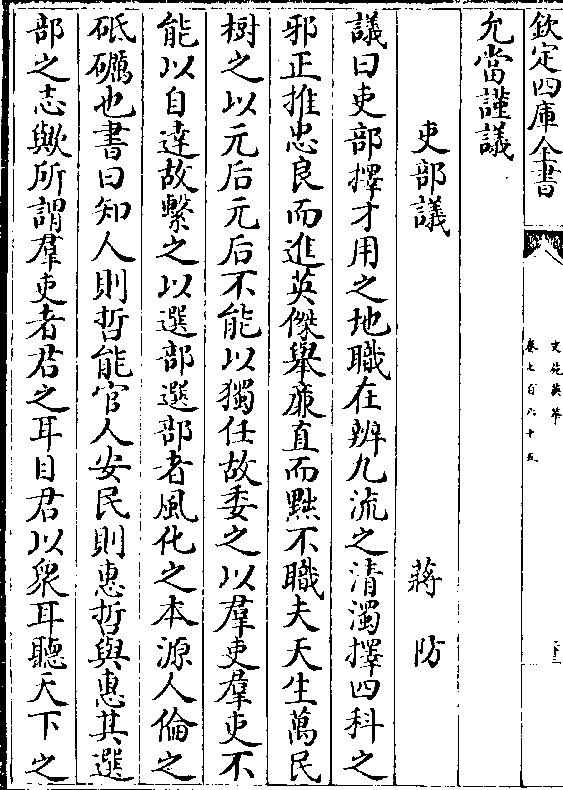 欽定四庫全書
文苑英華
卷七百六十五
允當謹議
吏部議
蔣防
議曰吏部擇才用之地職在辨九流之清濁擇四科之
邪正推忠良而進英傑舉廉直而黜不職夫天生萬民
樹之以元后元后不能以獨任故委之以羣吏羣吏不
能以自達故繫之以選部選部者風化之本源人倫之
砥礪也書曰知人則哲能官人安民則惠哲與惠其選
部之志歟所謂羣吏者君之耳目君以衆耳聽天下之